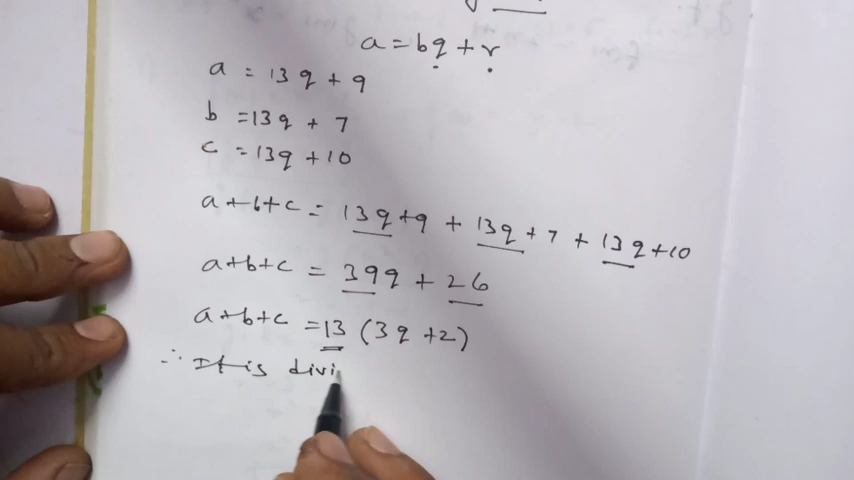 a = bq + r
a = 13q + 9
b = 13q + 7
c = 13q + 10
a+b+c = 13q+9 + 13q+7 + 13q+10
a+b+c = 39q + 26
a+b+c = 13 (3q+2)
∴ It is divi